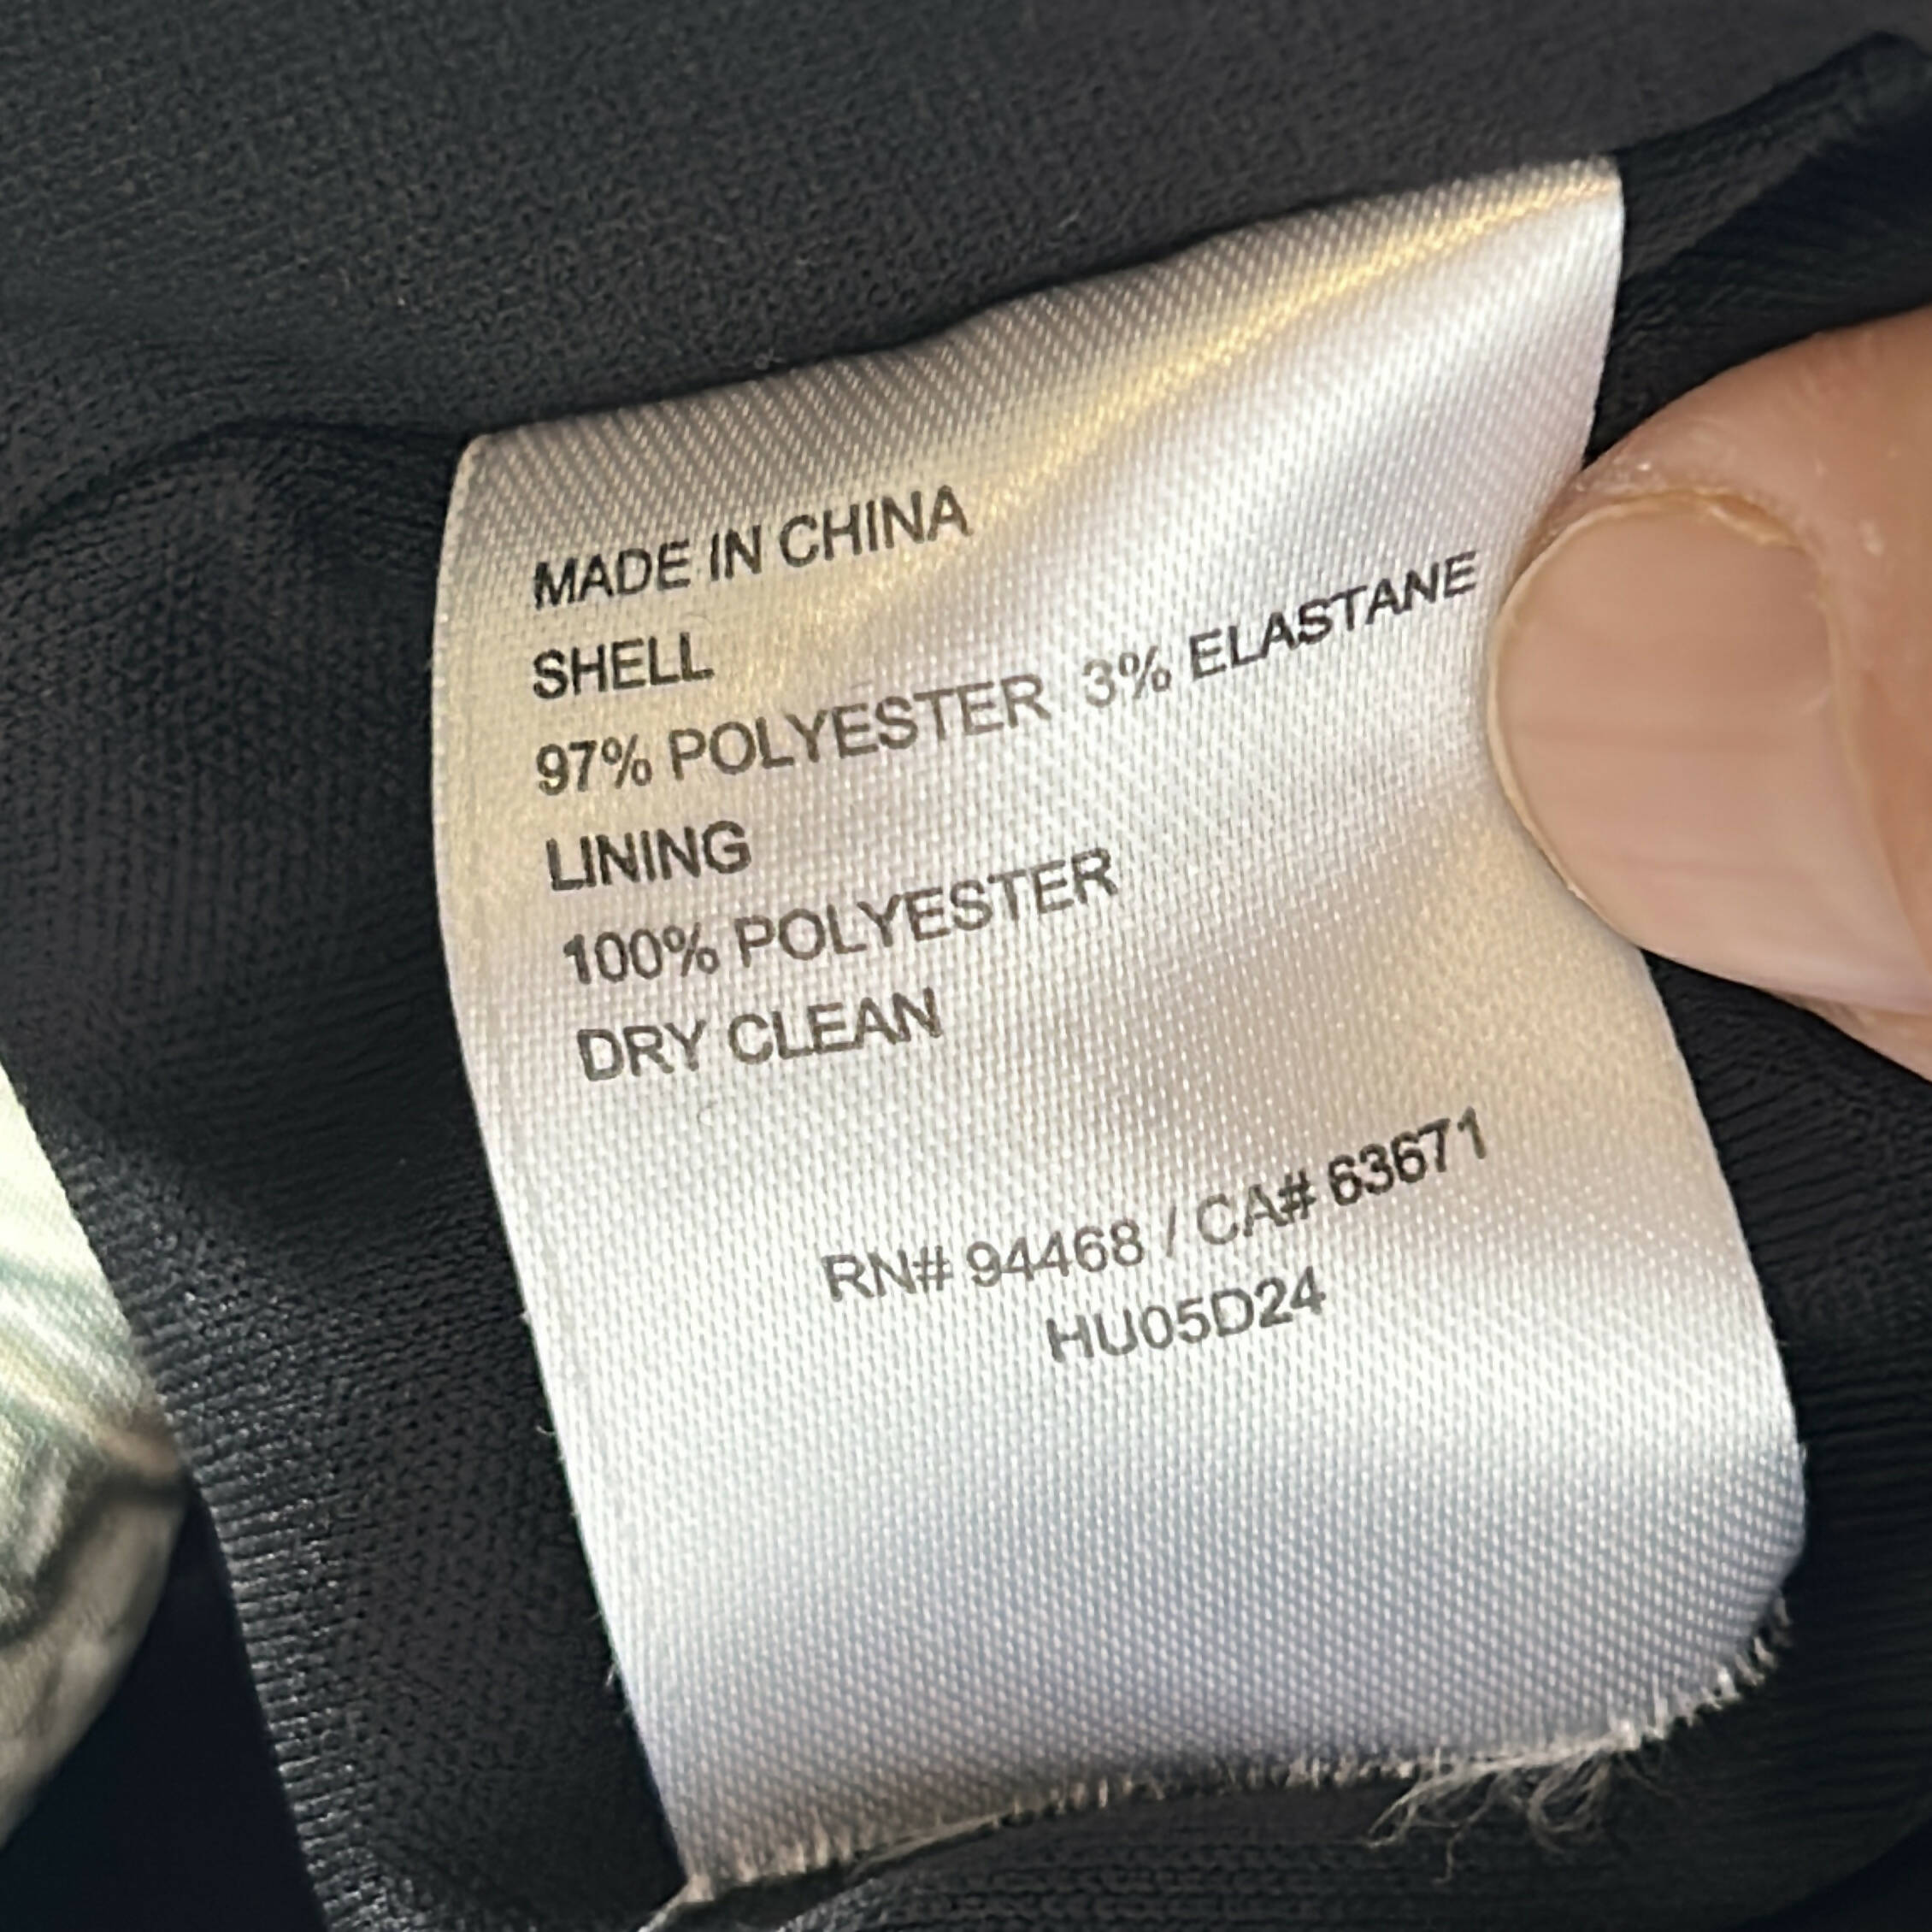 MADE IN CHINA
SHELL
97% POLYESTER 3% ELASTANE
LINING
100% POLYESTER
DRY CLEAN
RN# 94468 / CA# 63671
HU05D24